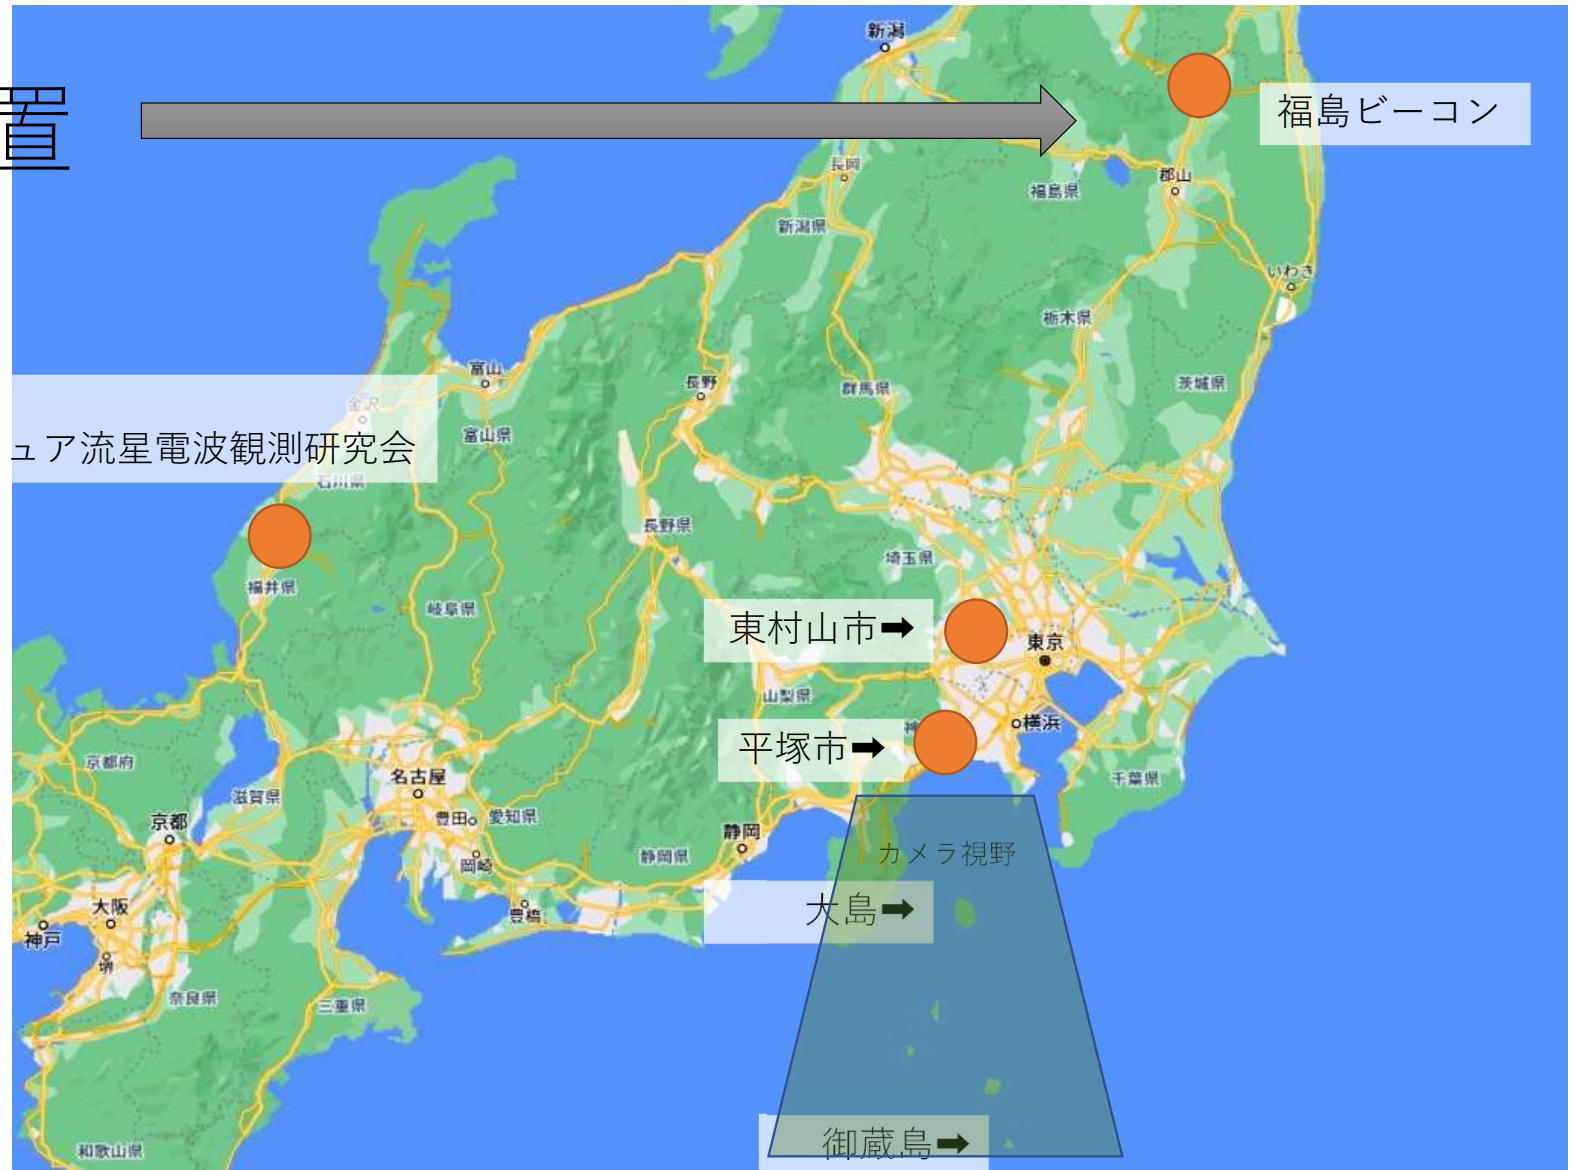 新潟
置
福島ビーコン
長岡
郡山
福島県
新潟県
いわき
栃木県
富山
長野
群馬県
茨城県
金沢
ュア流星電波観測研究会
富山県
石川県
長野県
埼玉県
福井県
岐阜県
東村山市➡
東京
山梨県
神
横浜
平塚市➡
京都府
名古屋
千葉県
滋賀県
京都
豊田
愛知県
静岡
岡崎
静岡県
カメラ視野
大阪
豊橋
大島➡
神戸
堺
奈良県
三重県
御蔵島➡
和歌山県